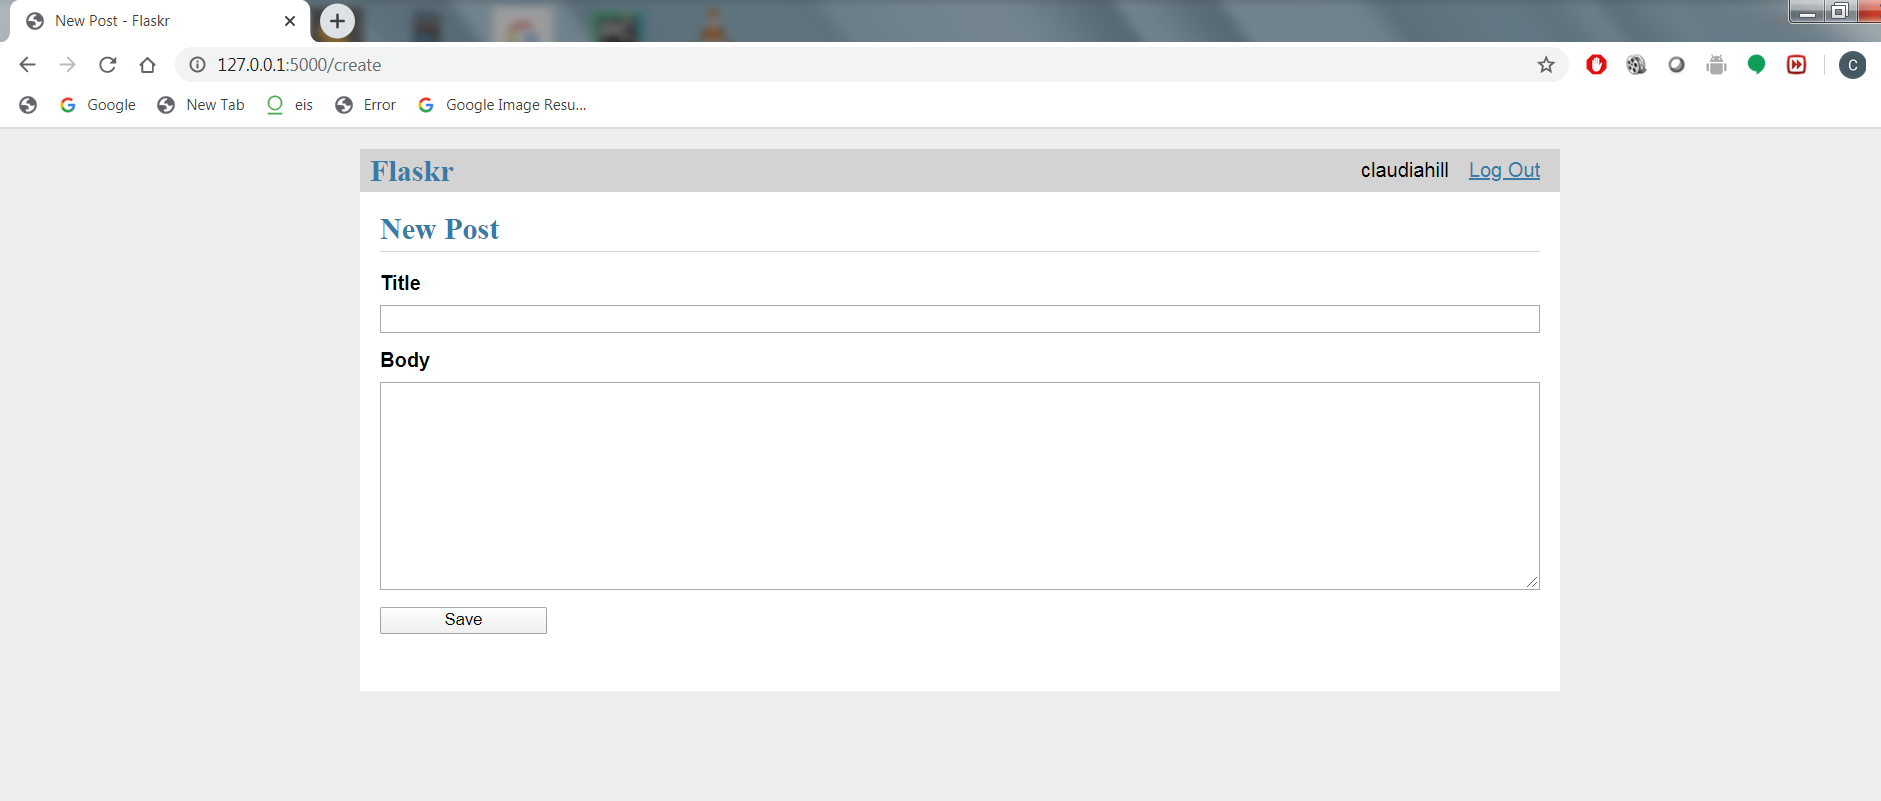 New Post - Flaskr
127.0.0.1:5000/create
C
Google New Tab eis Error Google Image Resu...
Flaskr claudiahill Log Out
New Post
Title
Body
Save